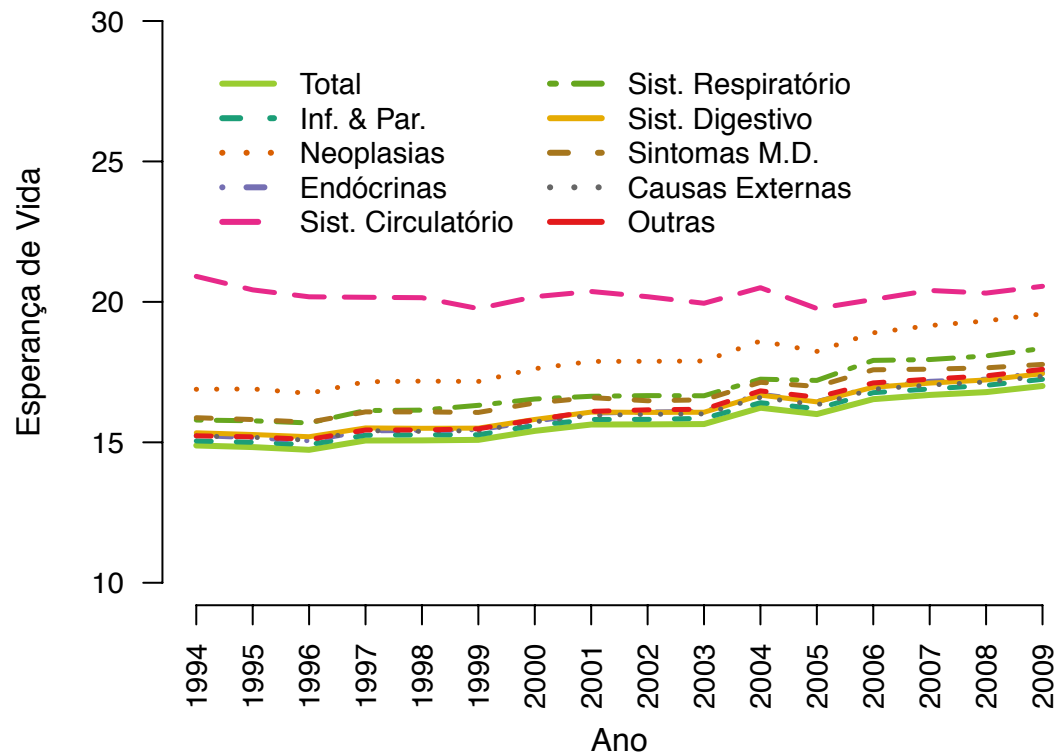 Esperança de Vida
30
25
20
15
10
Total
Inf. & Par.
Neoplasias
Endócrinas
Sist. Circulatório
Sist. Respiratório
Sist. Digestivo
Sintomas M.D.
Causas Externas
Outras
1994
1995
1996
1997
1998
1999
2000
2001
2002
2003
2004
2005
2006
2007
2008
2009
Ano